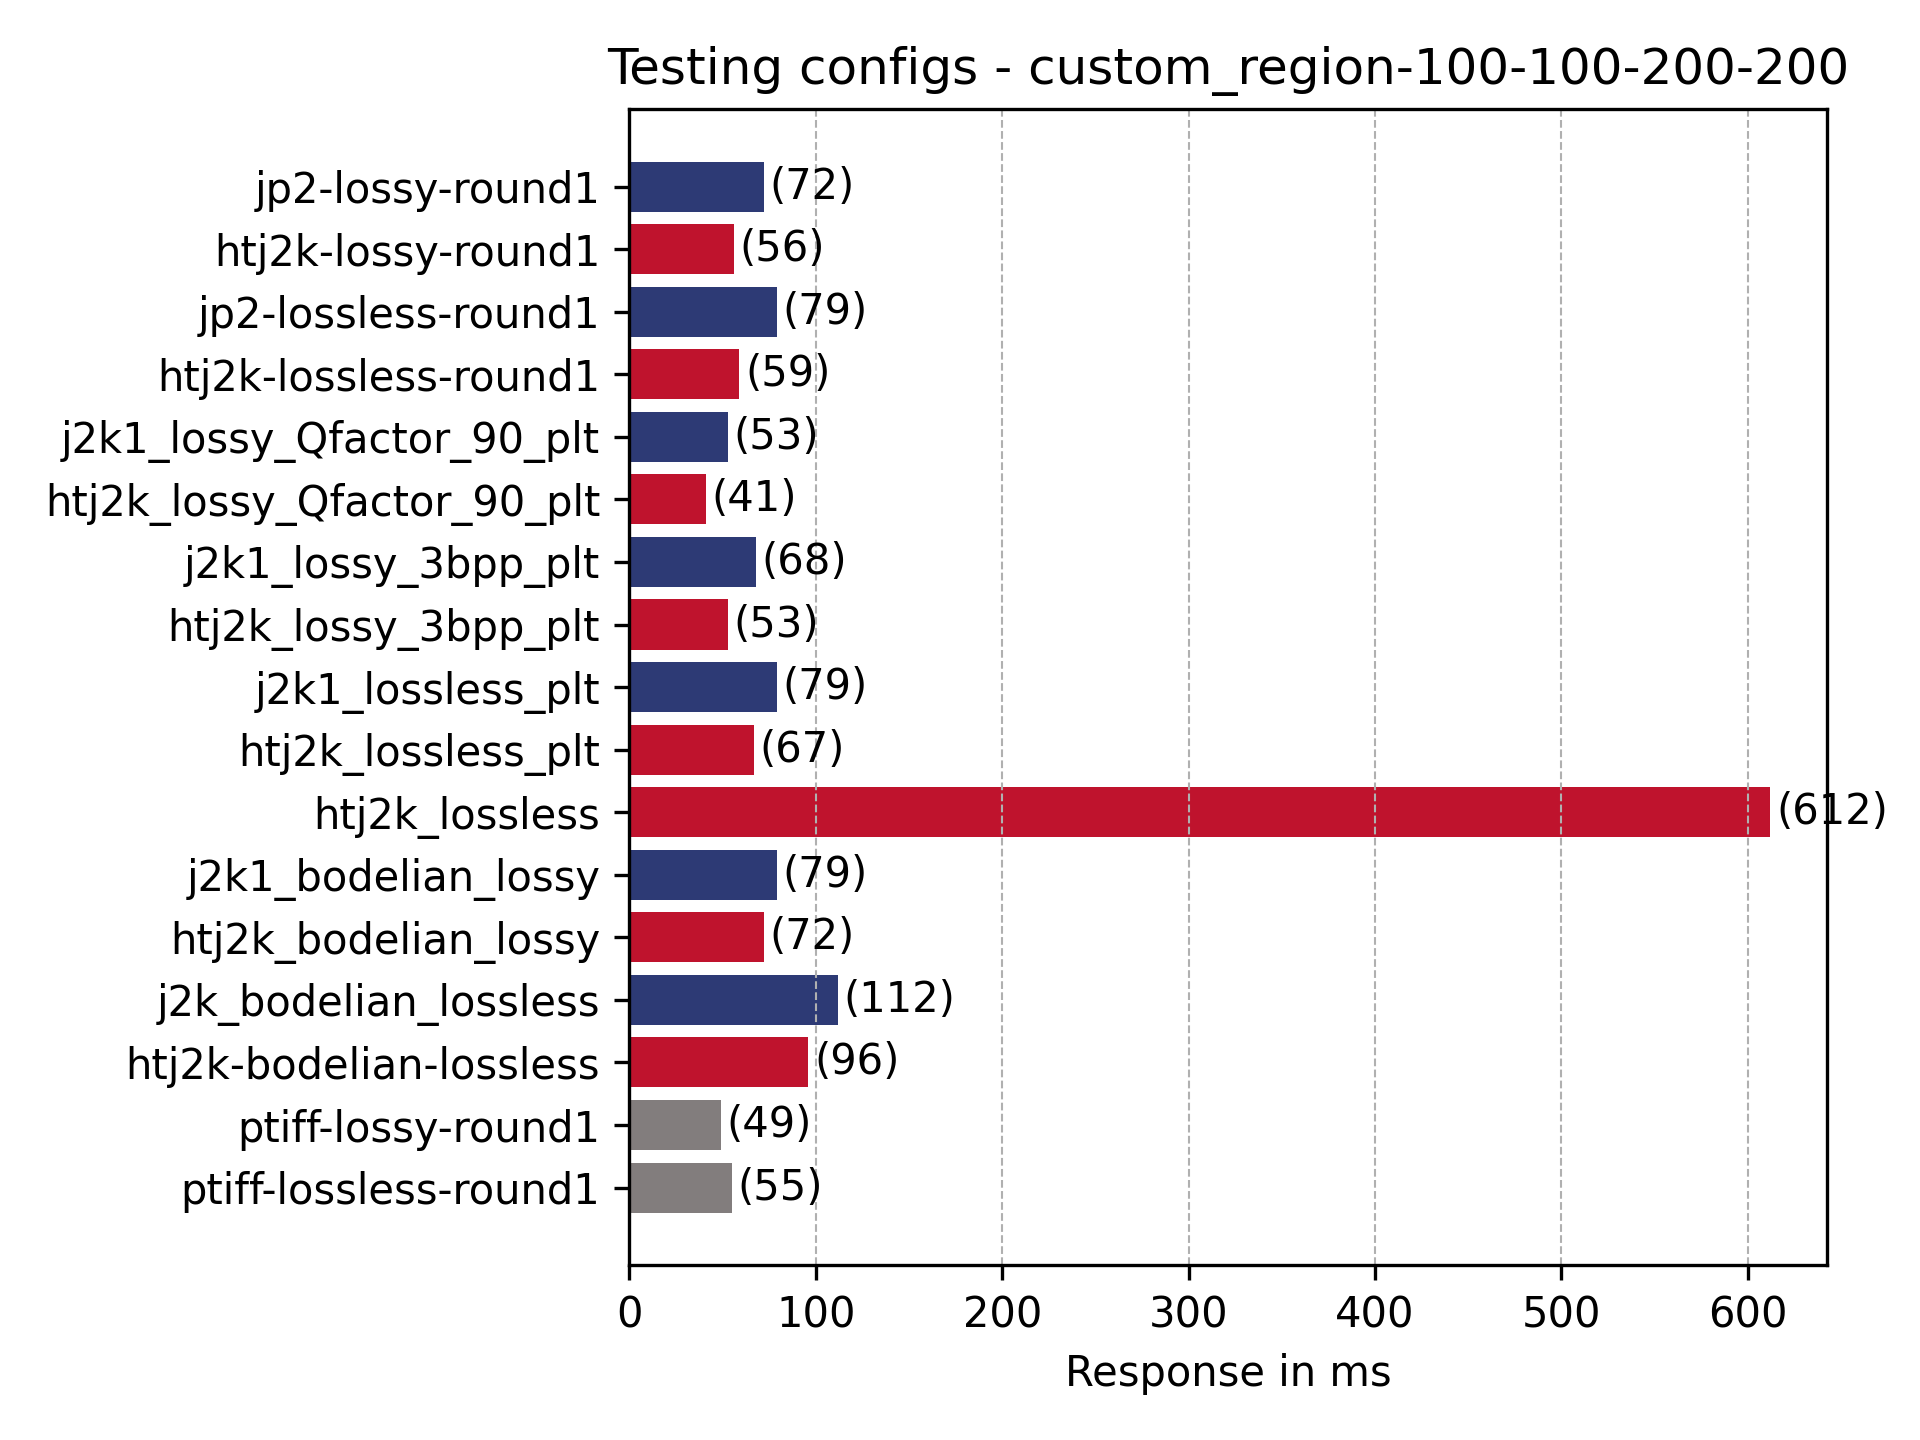 Testing configs - custom_region-100-100-200-200
jp2-lossy-round1 (72)
htj2k-lossy-round1 (56)
jp2-lossless-round1 (79)
htj2k-lossless-round1 (59)
j2k1_lossy_Qfactor_90_plt (53)
htj2k_lossy_Qfactor_90_plt (41)
j2k1_lossy_3bpp_plt (68)
htj2k_lossy_3bpp_plt (53)
j2k1_lossless_plt (79)
htj2k_lossless_plt (67)
htj2k_lossless (612)
j2k1_bodelian_lossy (79)
htj2k_bodelian_lossy (72)
j2k_bodelian_lossless (112)
htj2k-bodelian-lossless (96)
ptiff-lossy-round1 (49)
ptiff-lossless-round1 (55)
0 100 200 300 400 500 600
Response in ms